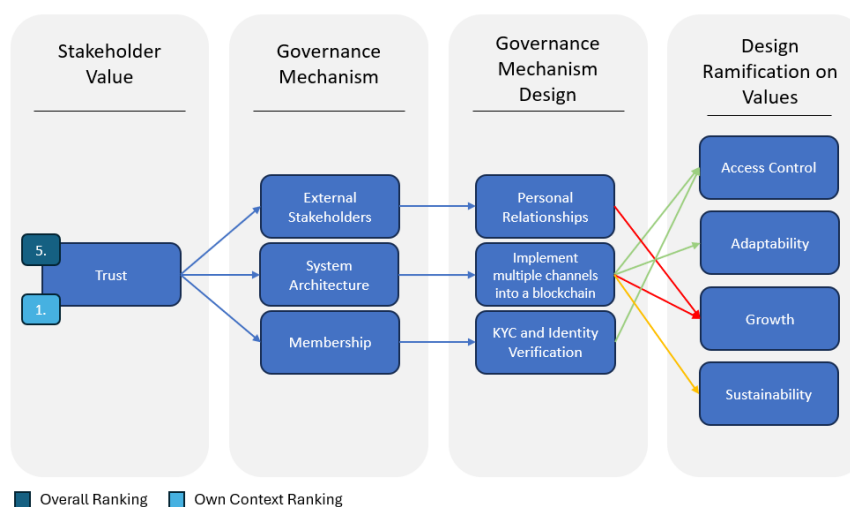 Stakeholder
Value
Governance
Mechanism
Governance
Mechanism
Design
Design
Ramification on
Values
5.
Trust
1.
External
Stakeholders
System
Architecture
Membership
Personal
Relationships
Implement
multiple channels
into a blockchain
KYC and Identity
Verification
Access Control
Adaptability
Growth
Sustainability
Overall Ranking
Own Context Ranking